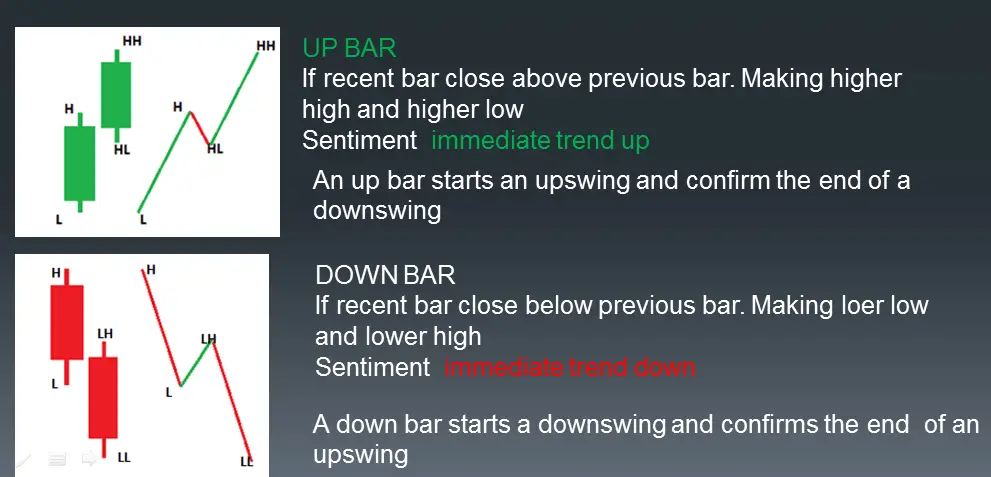 HH
H
HL
L
HH
H
HL
L
UP BAR
If recent bar close above previous bar. Making higher
high and higher low
Sentiment immediate trend up
An up bar starts an upswing and confirm the end of a
downswing
H
LH
L
LL
H
LH
L
LL
DOWN BAR
If recent bar close below previous bar. Making loer low
and lower high
Sentiment immediate trend down
A down bar starts a downswing and confirms the end of an
upswing